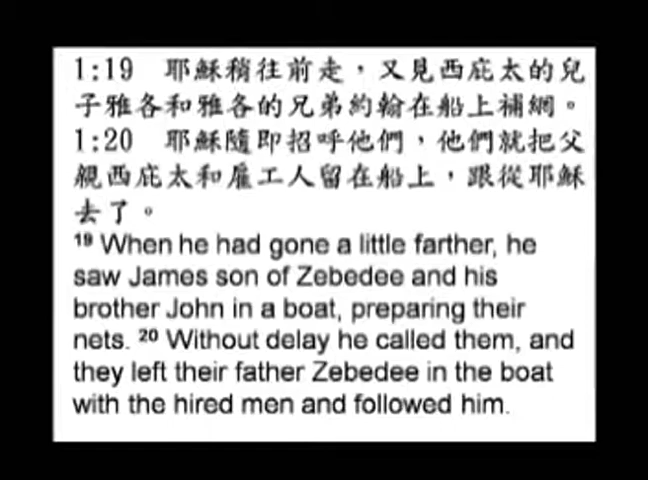 1:19 耶穌稍往前走，又見西庇太的兒
子雅各和雅各的兄弟約翰在船上補網。
1:20 耶穌隨即招呼他們，他們就把父
親西庇太和雇工人留在船上，跟從耶穌
去了。
19 When he had gone a little farther, he
saw James son of Zebedee and his
brother John in a boat, preparing their
nets. 20 Without delay he called them, and
they left their father Zebedee in the boat
with the hired men and followed him.